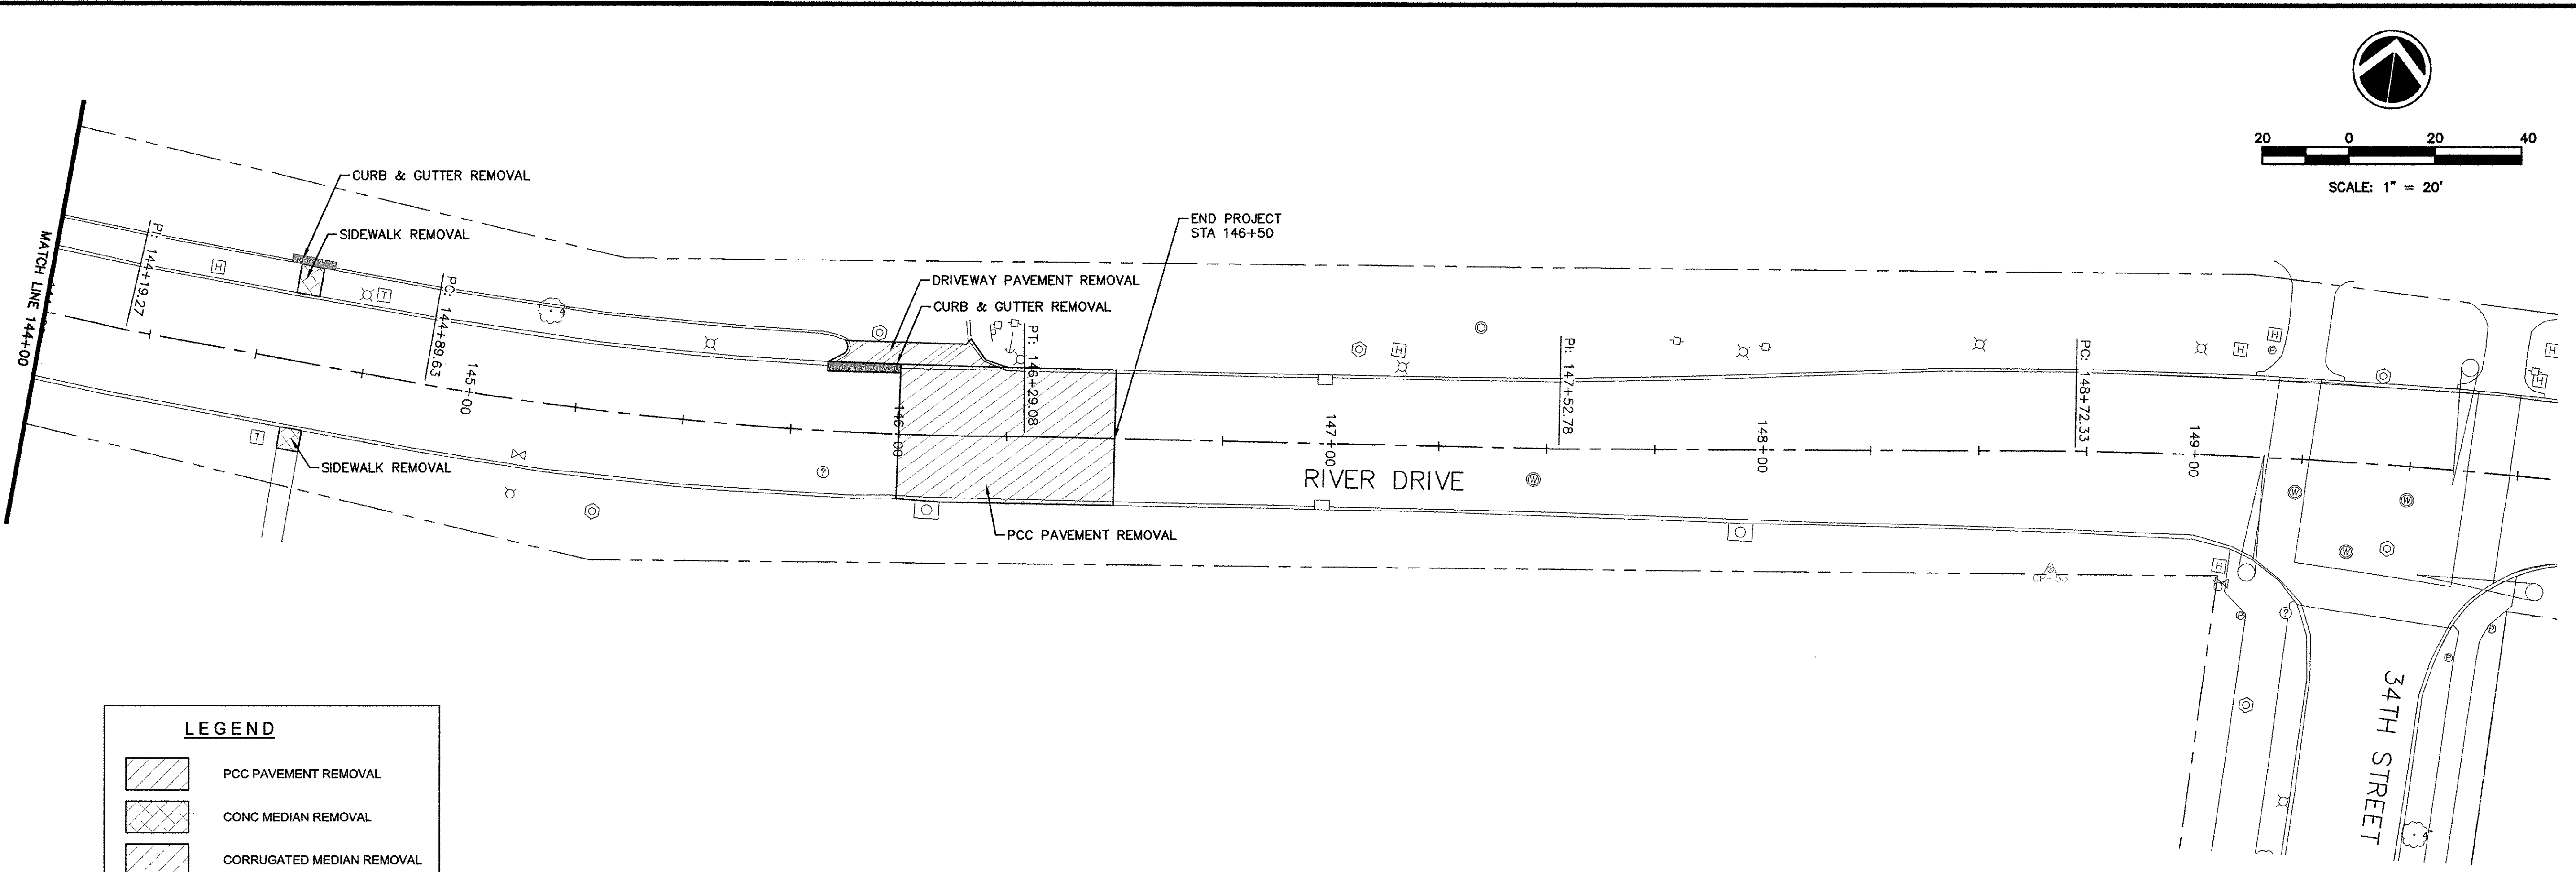 20 0 20 40
SCALE: 1" = 20'
CURB & GUTTER REMOVAL
SIDEWALK REMOVAL
MATCH LINE 144+00
PI: 144+19.27
H
T
PC: 144+89.63
145+00
T
SIDEWALK REMOVAL
END PROJECT
STA 146+50
DRIVEWAY PAVEMENT REMOVAL
CURB & GUTTER REMOVAL
PT: 146+29.08
146+00
?
PCC PAVEMENT REMOVAL
H
147+00
RIVER DRIVE
W
PI: 147+52.78
148+00
PC: 148+72.33
149+00
H
H
P
H
H
W
W
W
CP-55
H
P
?
P
P
34TH STREET
LEGEND
PCC PAVEMENT REMOVAL
CONC MEDIAN REMOVAL
CORRUGATED MEDIAN REMOVAL